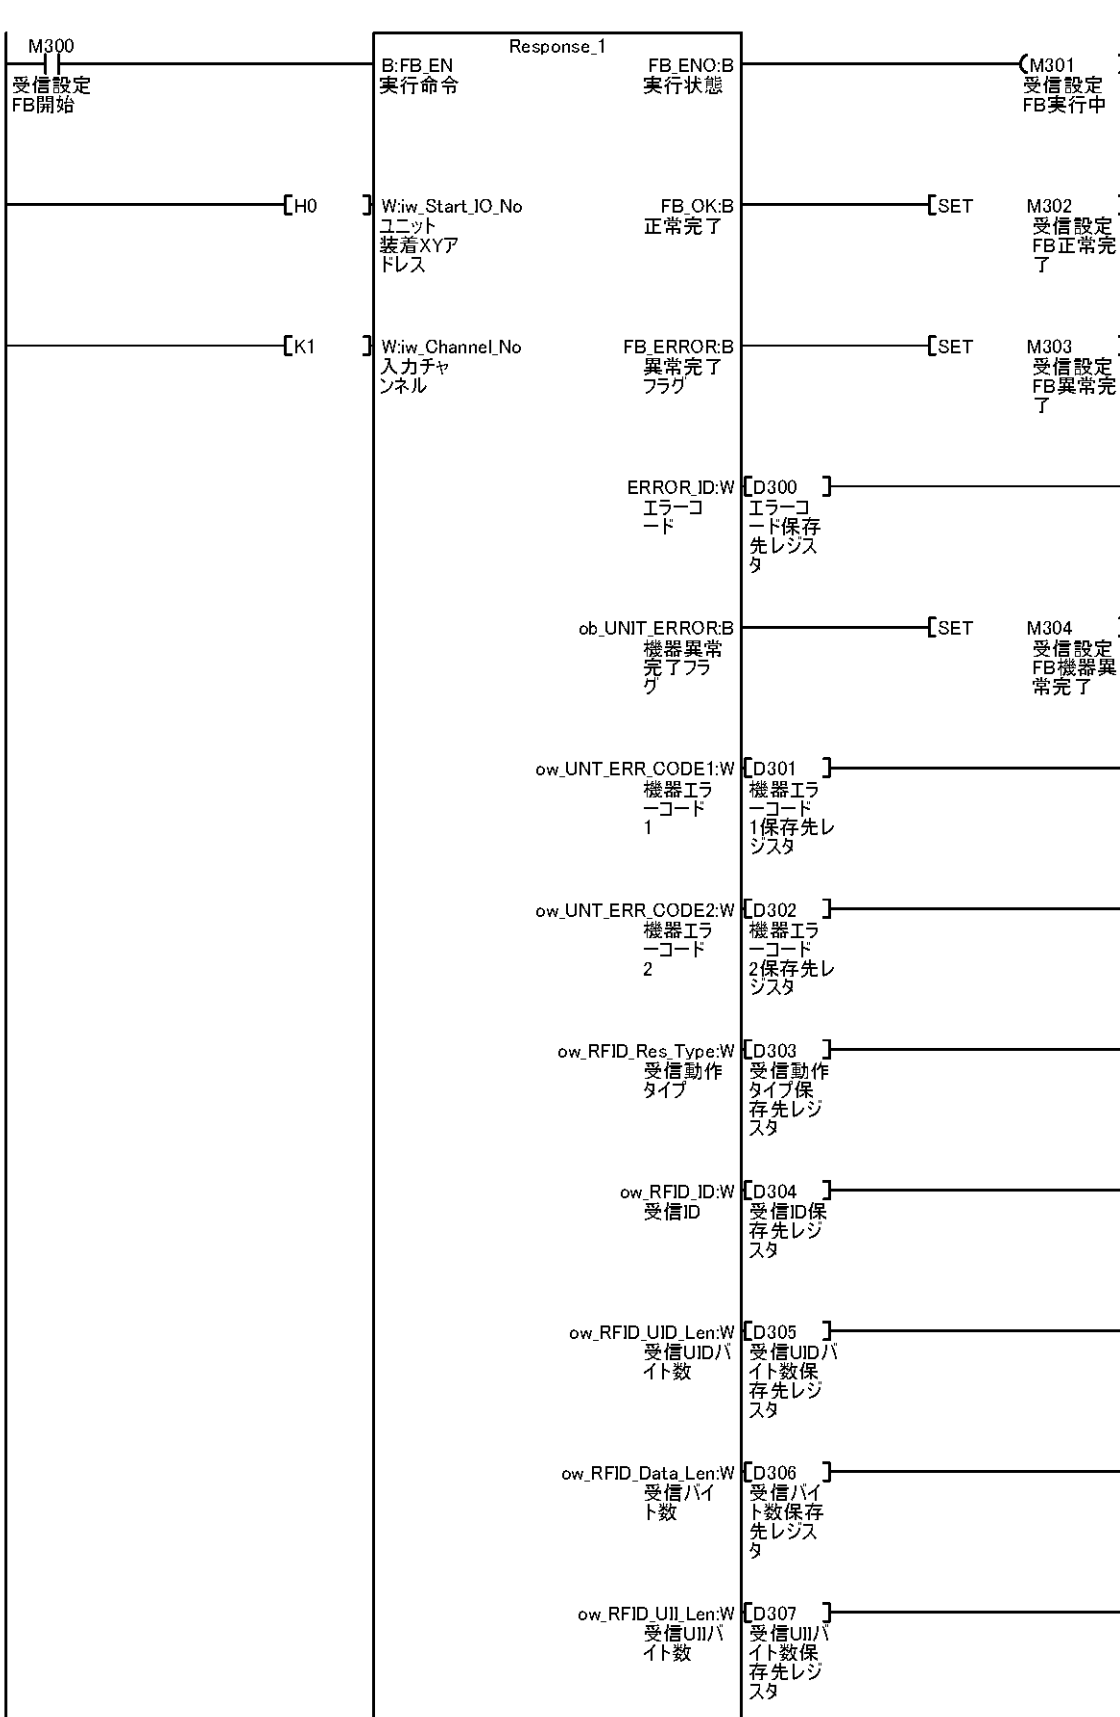 Response_1
M300
受信設定
FB開始
B:FB_EN
実行命令
FB_ENO:B
実行状態
M301
受信設定
FB実行中
H0
W:iw_Start_IO_No
ユニット
装着XYア
ドレス
FB_OK:B
正常完了
SET M302
受信設定
FB正常完
了
K1
W:iw_Channel_No
入力チャ
ンネル
FB_ERROR:B
異常完了
フラグ
SET M303
受信設定
FB異常完
了
ERROR_ID:W
エラーコ
ード
D300
エラーコ
ード保存
先レジス
タ
ob_UNIT_ERROR:B
機器異常
完了フラ
グ
SET M304
受信設定
FB機器異
常完了
ow_UNT_ERR_CODE1:W
機器エラ
ーコード
1
D301
機器エラ
ーコード
1保存先レ
ジスタ
ow_UNT_ERR_CODE2:W
機器エラ
ーコード
2
D302
機器エラ
ーコード
2保存先レ
ジスタ
ow_RFID_Res_Type:W
受信動作
タイプ
D303
受信動作
タイプ保
存先レジ
スタ
ow_RFID_ID:W
受信ID
D304
受信ID保
存先レジ
スタ
ow_RFID_UID_Len:W
受信UIDバ
イト数
D305
受信UIDバ
イト数保
存先レジ
スタ
ow_RFID_Data_Len:W
受信バイ
ト数
D306
受信バイ
ト数保存
先レジス
タ
ow_RFID_UII_Len:W
受信UIIバ
イト数
D307
受信UIIバ
イト数保
存先レジ
スタ